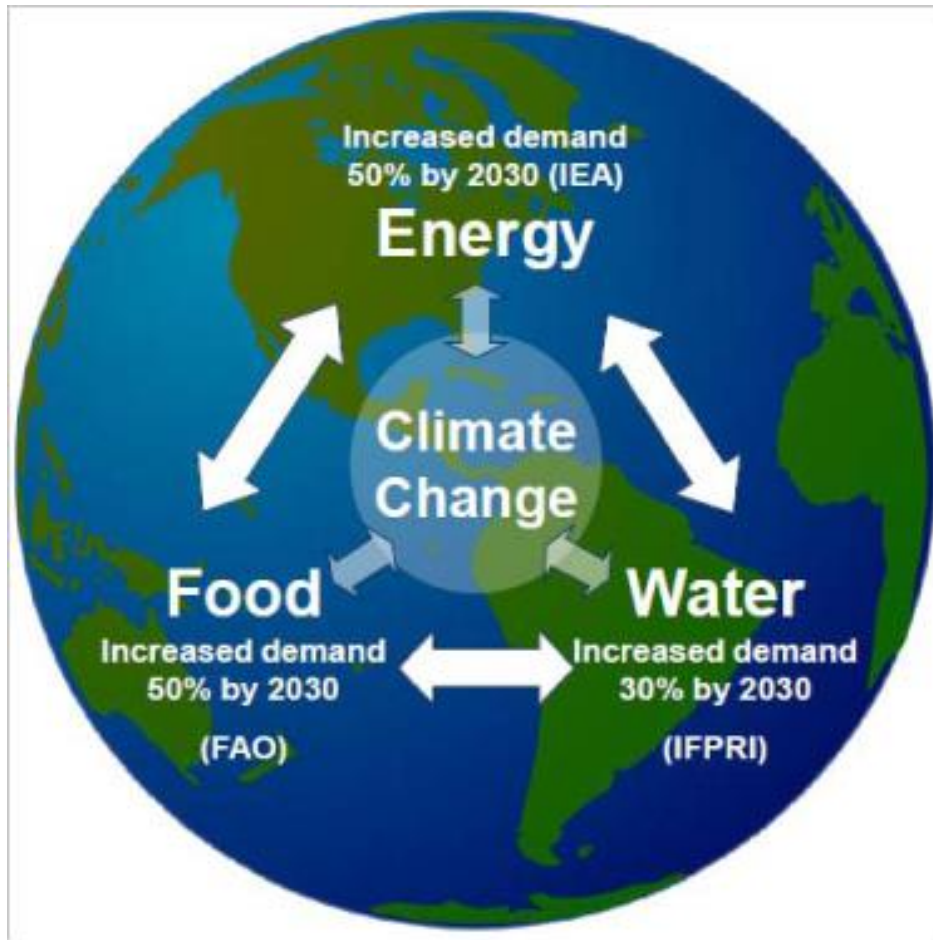 Increased demand
50% by 2030 (IEA)
Energy
Climate
Change
Food
Increased demand
50% by 2030
(FAO)
Water
Increased demand
30% by 2030
(IFPRI)